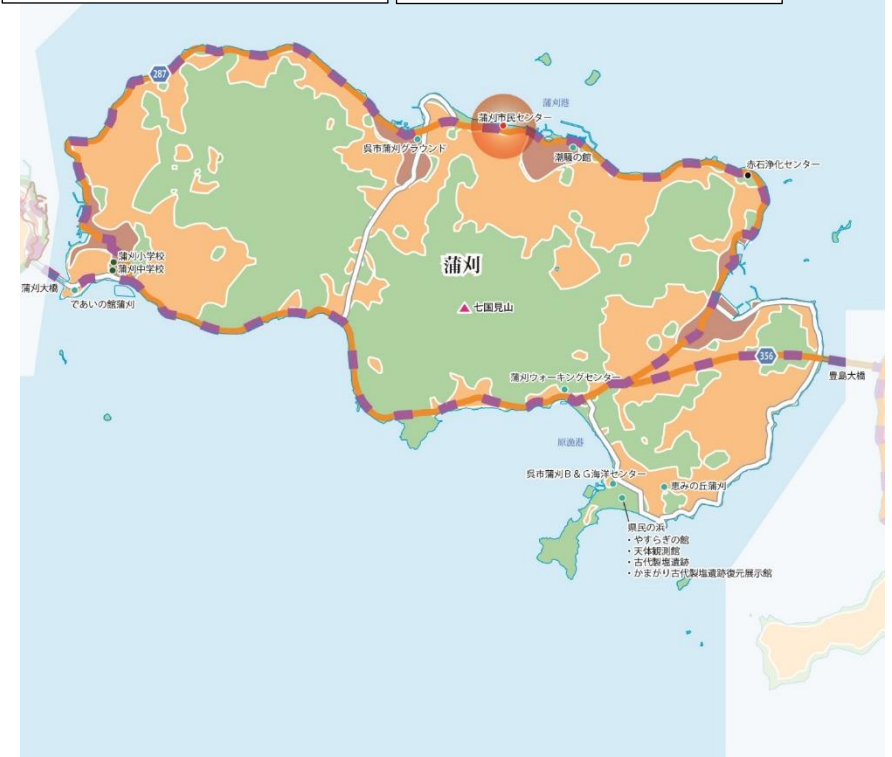 287
蒲刈港
蒲刈市民センター
呉市蒲刈グラウンド
潮騒の館
赤石浄化センター
蒲刈小学校
蒲刈中学校
蒲刈
蒲刈大橋
であいの館蒲刈
七国見山
356
豊島大橋
蒲刈ウォーキングセンター
原漁港
呉市蒲刈B&G海洋センター
恵みの丘蒲刈
県民の浜
・やすらぎの館
・天体観測館
・古代製塩遺跡
・かまがり古代製塩遺跡復元展示館